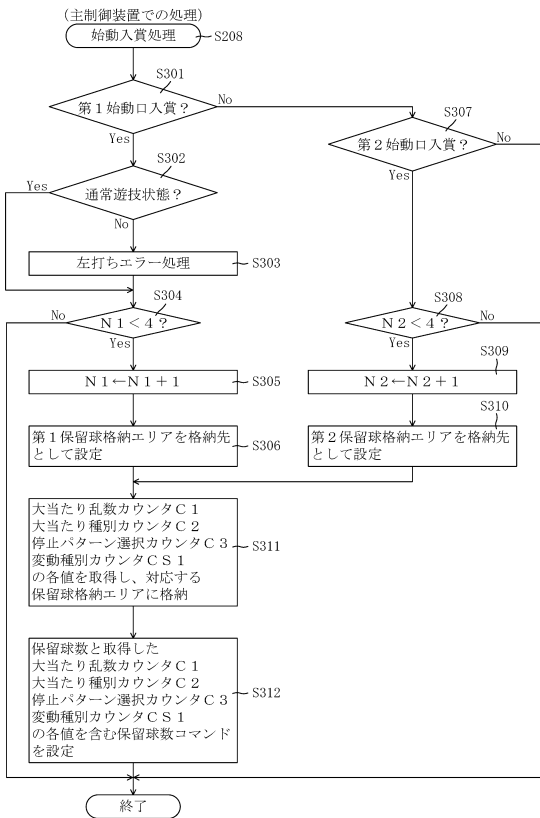 (主制御装置での処理)
始動入賞処理
S208
S301
第1始動口入賞?
No
Yes
S307
第2始動口入賞?
No
Yes
S302
通常遊技状態?
Yes
No
左打ちエラー処理
S303
S304
N1<4?
No
Yes
S308
N2<4?
No
Yes
N1←N1+1
S305
S309
N2←N2+1
第1保留球格納エリアを格納先
として設定
S306
S310
第2保留球格納エリアを格納先
として設定
大当たり乱数カウンタC1
大当たり種別カウンタC2
停止パターン選択カウンタC3
変動種別カウンタCS1
の各値を取得し、対応する
保留球格納エリアに格納
S311
保留球数と取得した
大当たり乱数カウンタC1
大当たり種別カウンタC2
停止パターン選択カウンタC3
変動種別カウンタCS1
の各値を含む保留球数コマンド
を設定
S312
終了